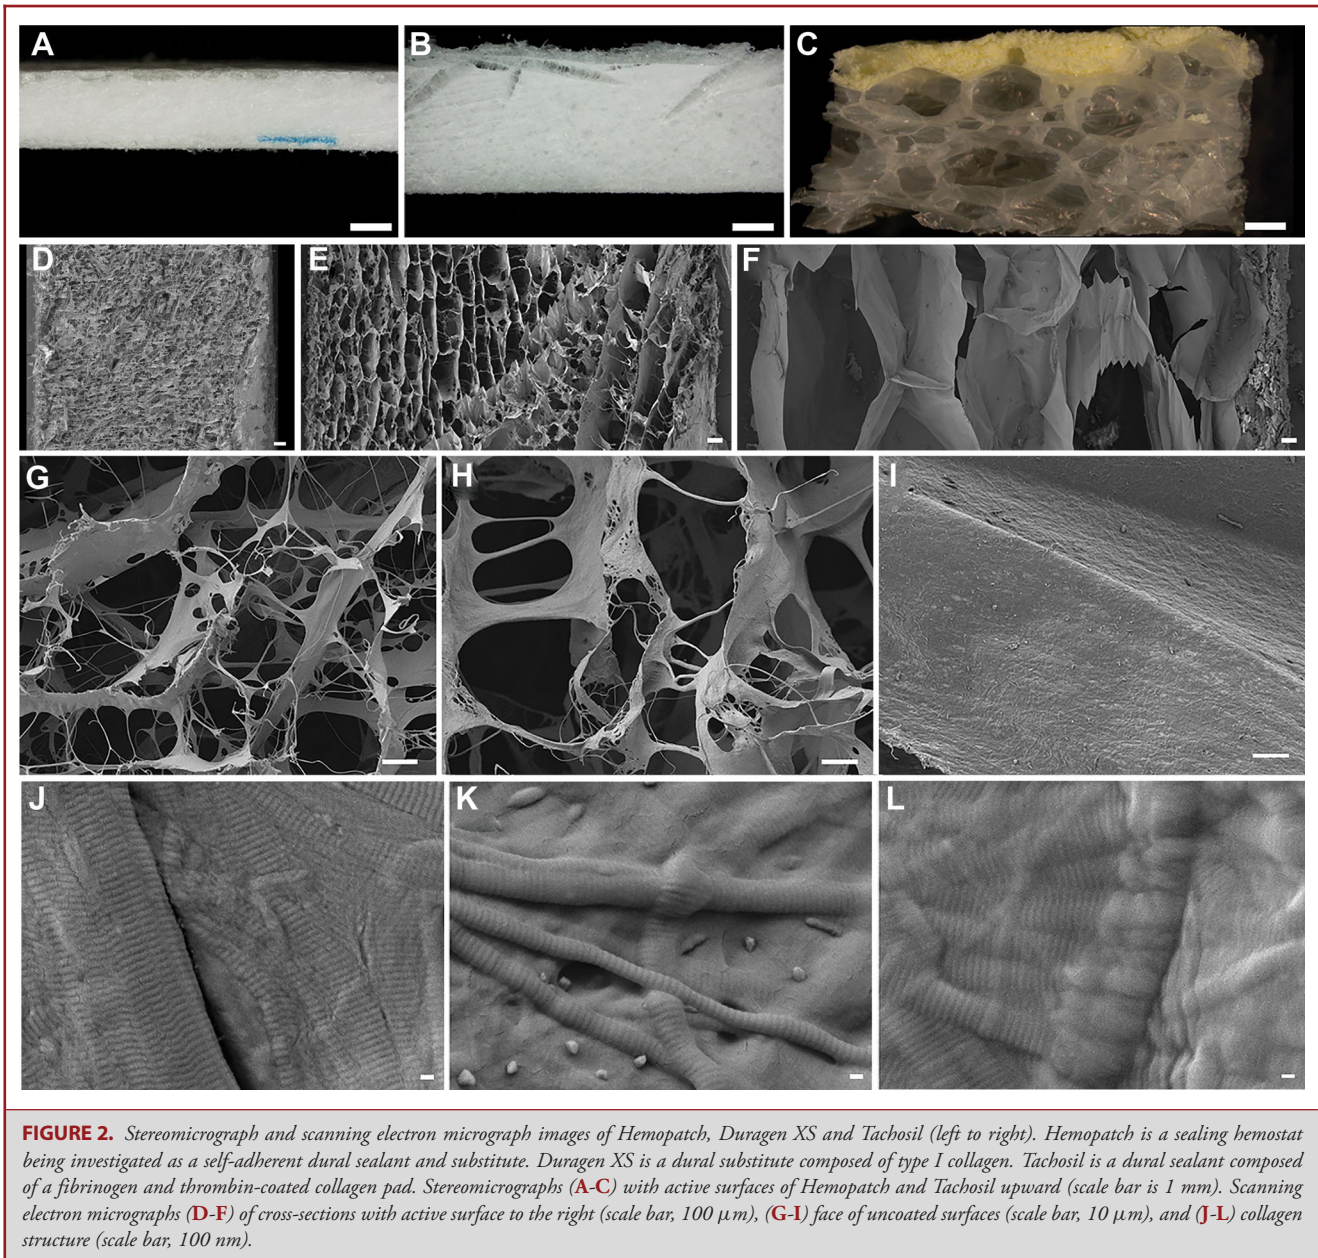 A
B
C
D
E
F
G
H
I
J
K
L
FIGURE 2. Stereomicrograph and scanning electron micrograph images of Hemopatch, Duragen XS and Tachosil (left to right). Hemopatch is a sealing hemostat
being investigated as a self-adherent dural sealant and substitute. Duragen XS is a dural substitute composed of type I collagen. Tachosil is a dural sealant composed
of a fibrinogen and thrombin-coated collagen pad. Stereomicrographs (A-C) with active surfaces of Hemopatch and Tachosil upward (scale bar is 1 mm). Scanning
electron micrographs (D-F) of cross-sections with active surface to the right (scale bar, 100 μm), (G-I) face of uncoated surfaces (scale bar, 10 μm), and (J-L) collagen
structure (scale bar, 100 nm).